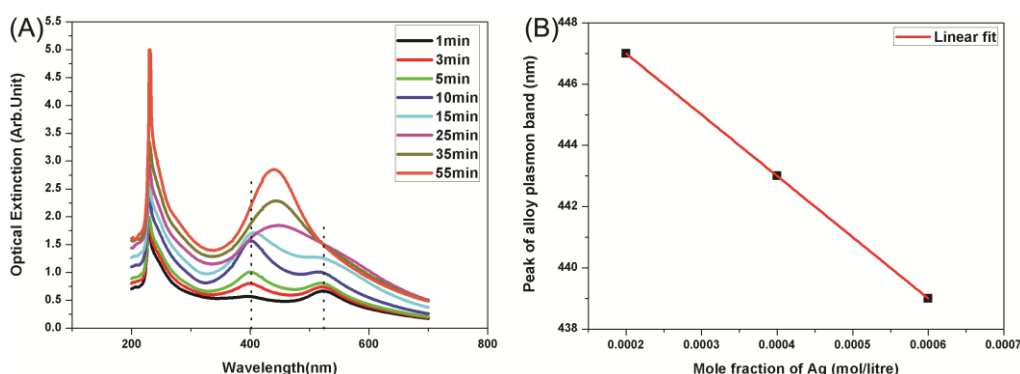 (A)
Optical Extinction (Arb.Unit)
5.5
5.0
4.5
4.0
3.5
3.0
2.5
2.0
1.5
1.0
0.5
0.0
1min
3min
5min
10min
15min
25min
35min
55min
200 400 600 800
Wavelength(nm)
(B)
Peak of alloy plasmon band (nm)
448
446
444
442
440
438
Linear fit
0.0002 0.0003 0.0004 0.0005 0.0006 0.0007
Mole fraction of Ag (mol/litre)